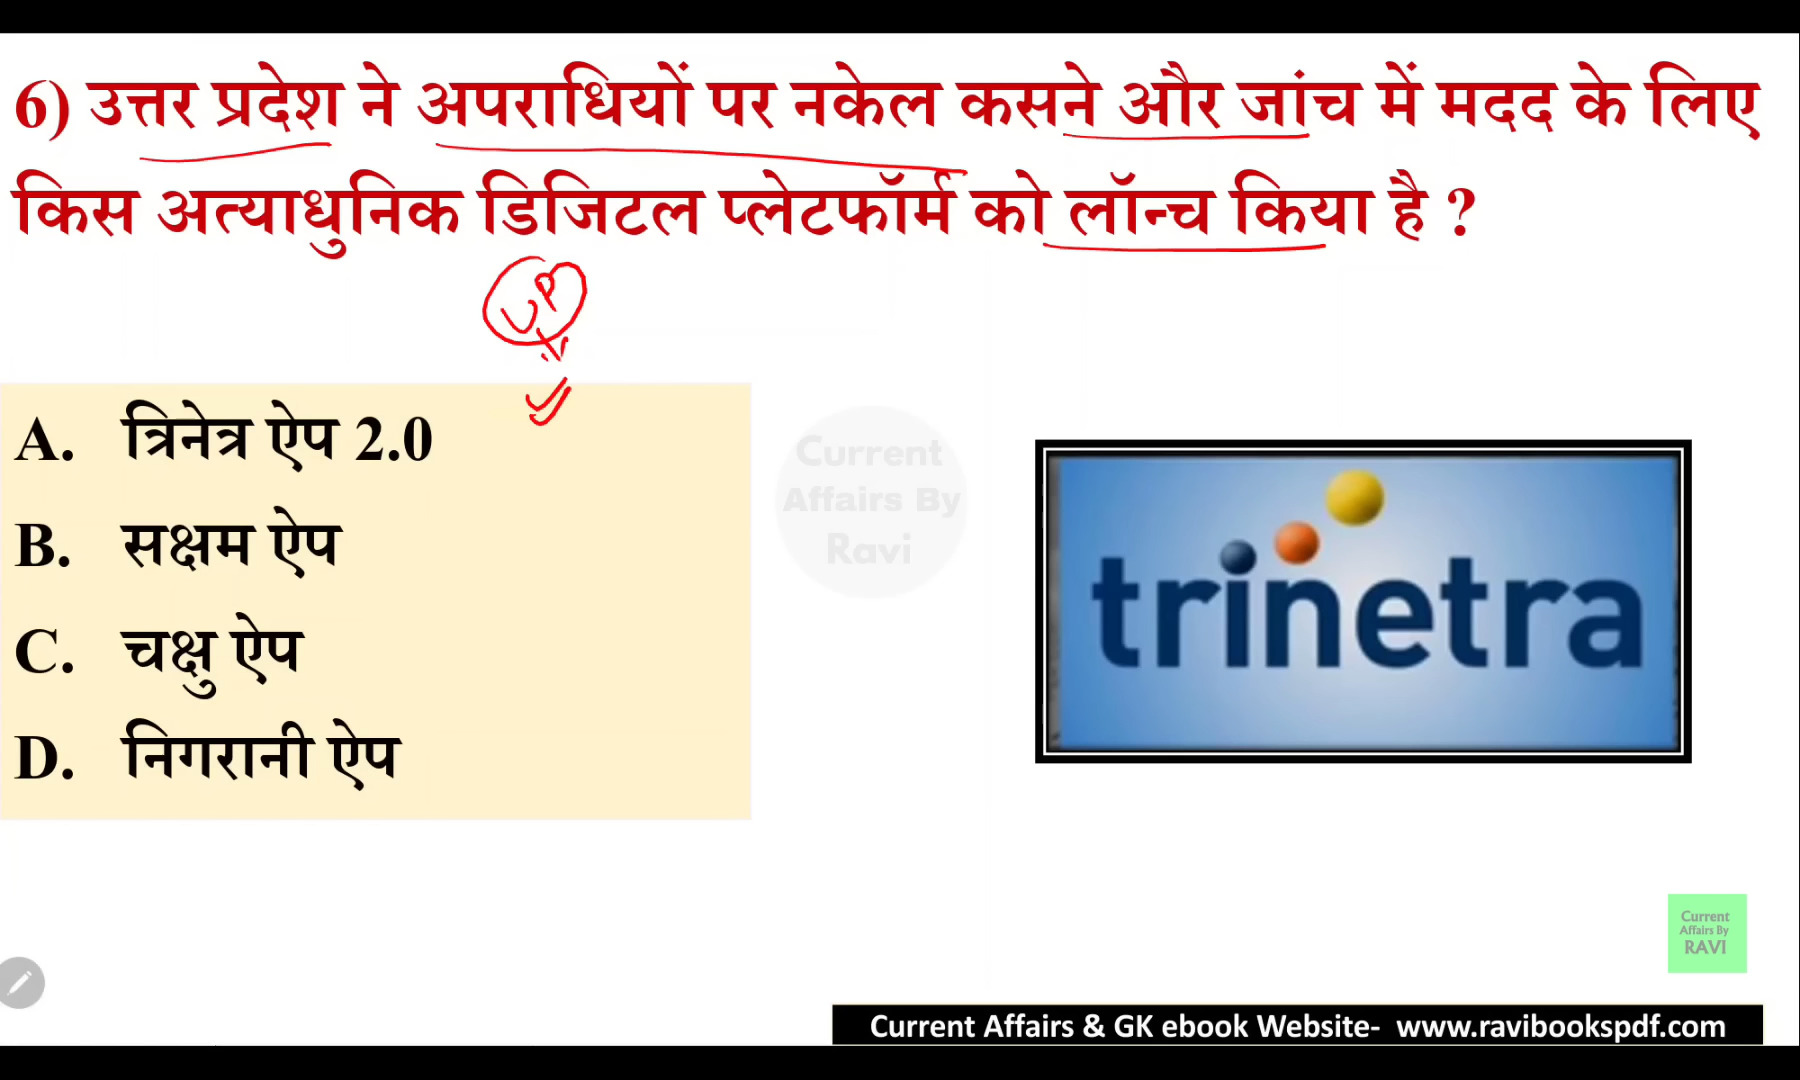 6) उत्तर प्रदेश ने अपराधियों पर नकेल कसने और जांच में मदद के लिए
किस अत्याधुनिक डिजिटल प्लेटफॉर्म को लॉन्च किया है ?
UP
A. त्रिनेत्र ऐप 2.0
B. सक्षम ऐप
C. चक्षु ऐप
D. निगरानी ऐप
Current
Affairs By
Ravi
trinetra
Current
Affairs By
RAVI
Current Affairs & GK ebook Website- www.ravibookspdf.com